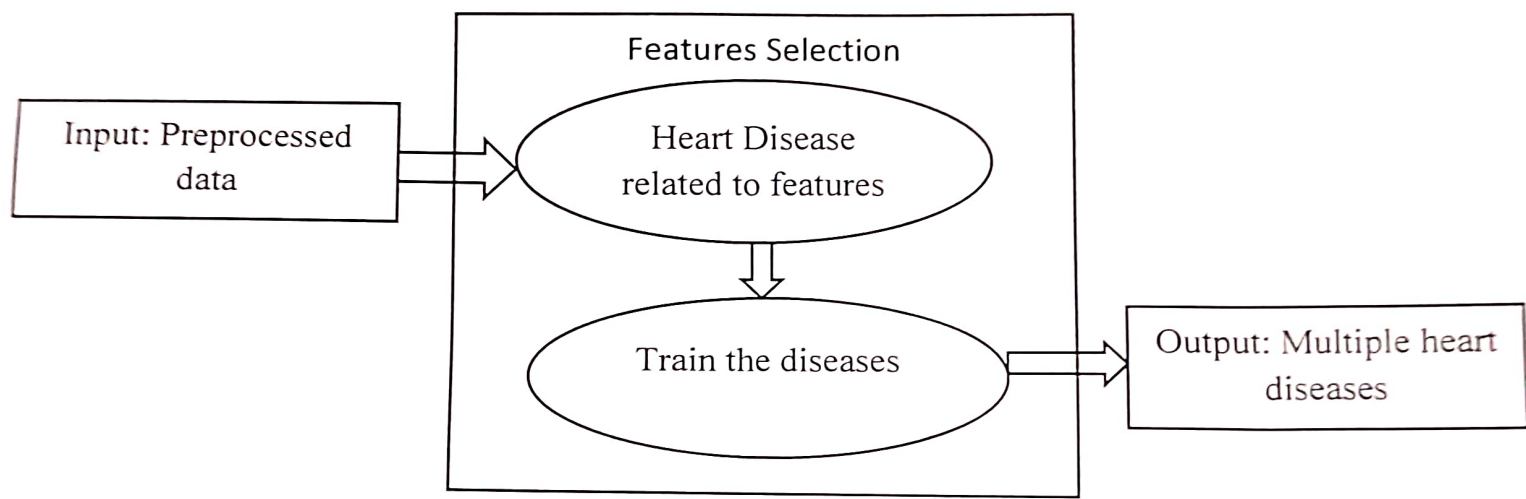 Features Selection
Input: Preprocessed
data
Heart Disease
related to features
Train the diseases
Output: Multiple heart
diseases